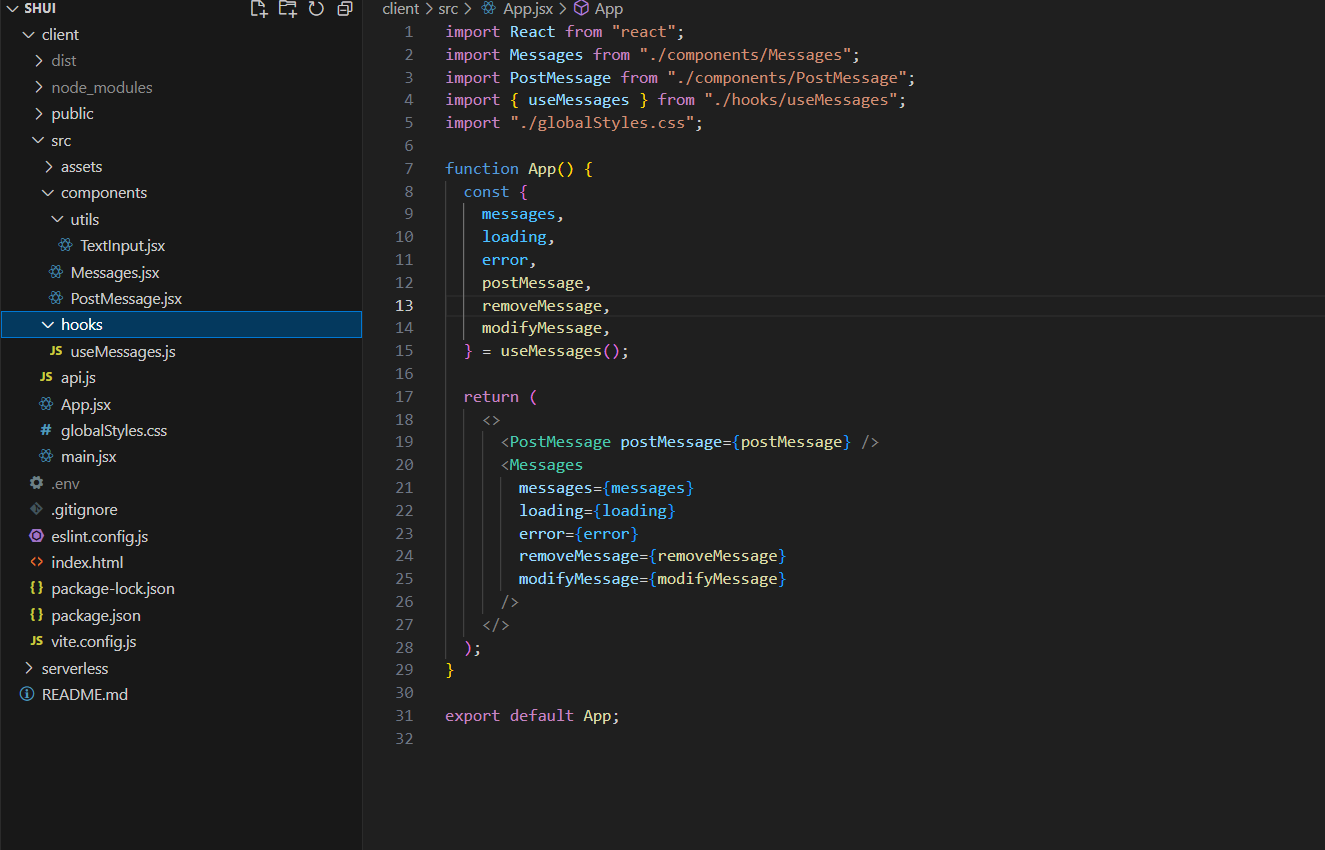 SHUI
client
dist
node_modules
public
src
assets
components
utils
TextInput.jsx
Messages.jsx
PostMessage.jsx
hooks
JS useMessages.js
JS api.js
App.jsx
# globalStyles.css
main.jsx
.env
.gitignore
eslint.config.js
<> index.html
{} package-lock.json
{} package.json
JS vite.config.js
serverless
README.md
client > src > App.jsx > App
1 import React from "react";
2 import Messages from "./components/Messages";
3 import PostMessage from "./components/PostMessage";
4 import { useMessages } from "./hooks/useMessages";
5 import "./globalStyles.css";
6
7 function App() {
8   const {
9     messages,
10     loading,
11     error,
12     postMessage,
13     removeMessage,
14     modifyMessage,
15   } = useMessages();
16
17   return (
18     <>
19       <PostMessage postMessage={postMessage} />
20       <Messages
21         messages={messages}
22         loading={loading}
23         error={error}
24         removeMessage={removeMessage}
25         modifyMessage={modifyMessage}
26       />
27     </>
28   );
29 }
30
31 export default App;
32